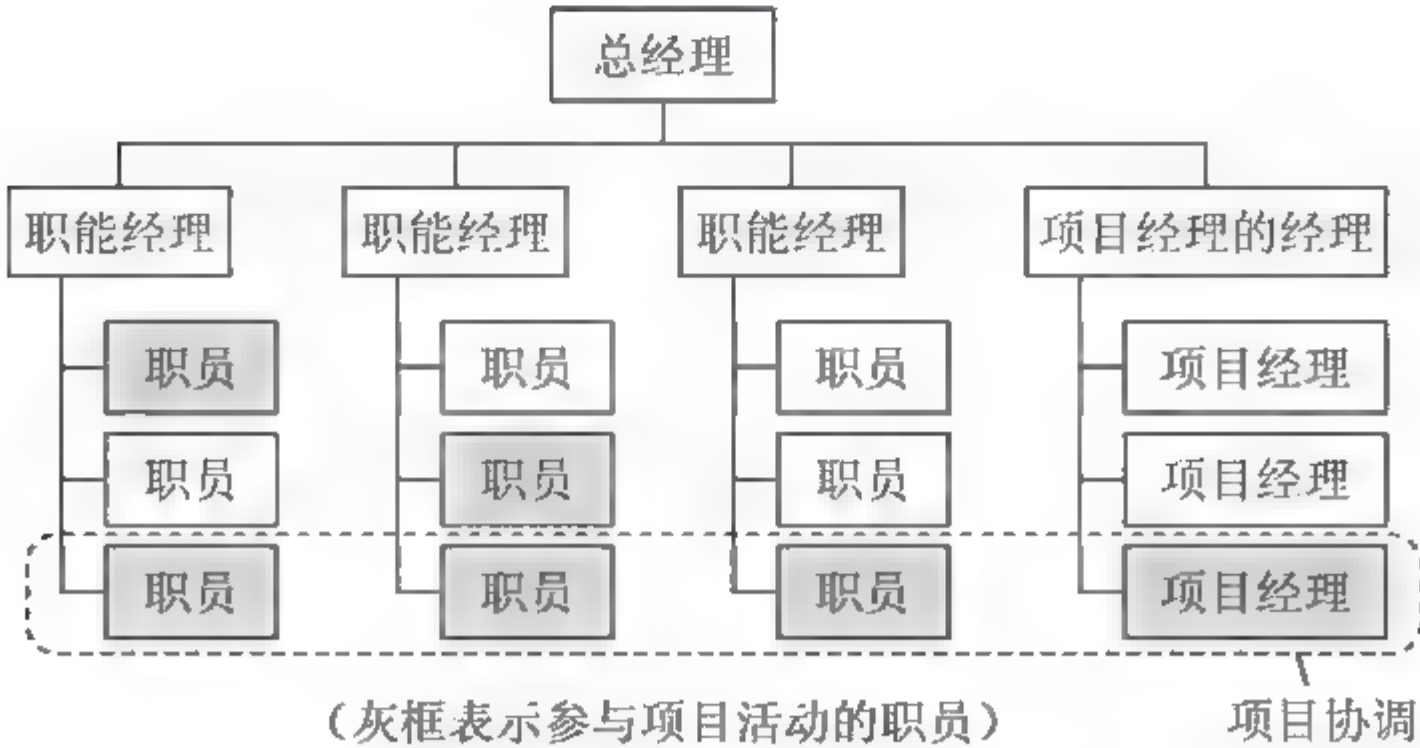 总经理
职能经理 职能经理 职能经理 项目经理的经理
职员 职员 职员 项目经理
职员 职员 职员 项目经理
职员 职员 职员 项目经理
（灰框表示参与项目活动的职员） 项目协调